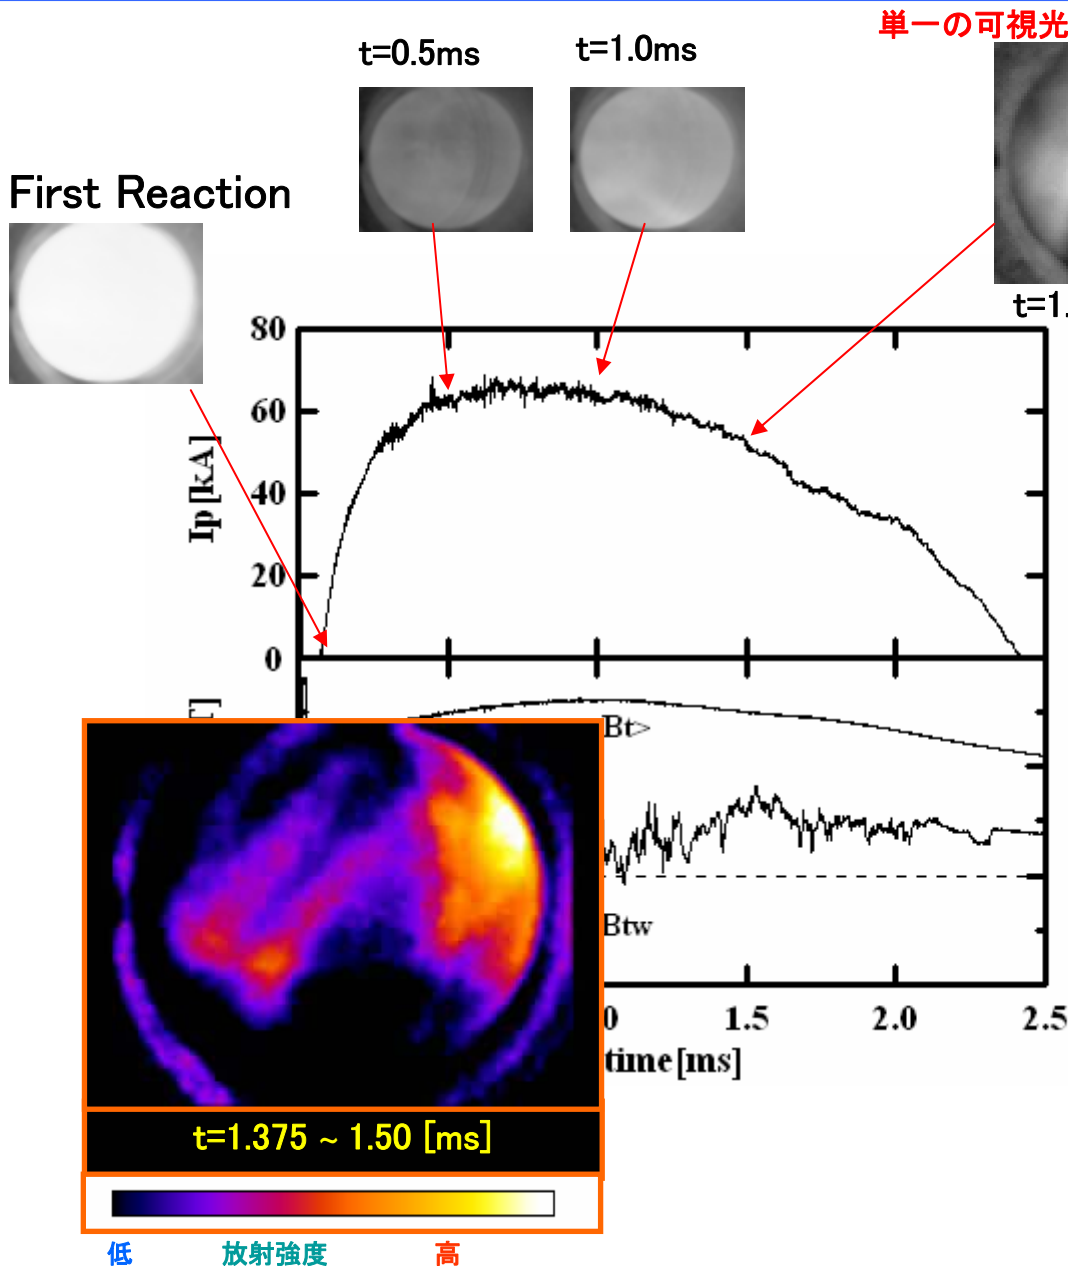 単一の可視光
t=0.5ms
t=1.0ms
First Reaction
t=1.
80
60
40
20
0
Ip [kA]
Bt>
Btw
0
1.5
2.0
2.5
time [ms]
t=1.375 ~ 1.50 [ms]
低
放射強度
高